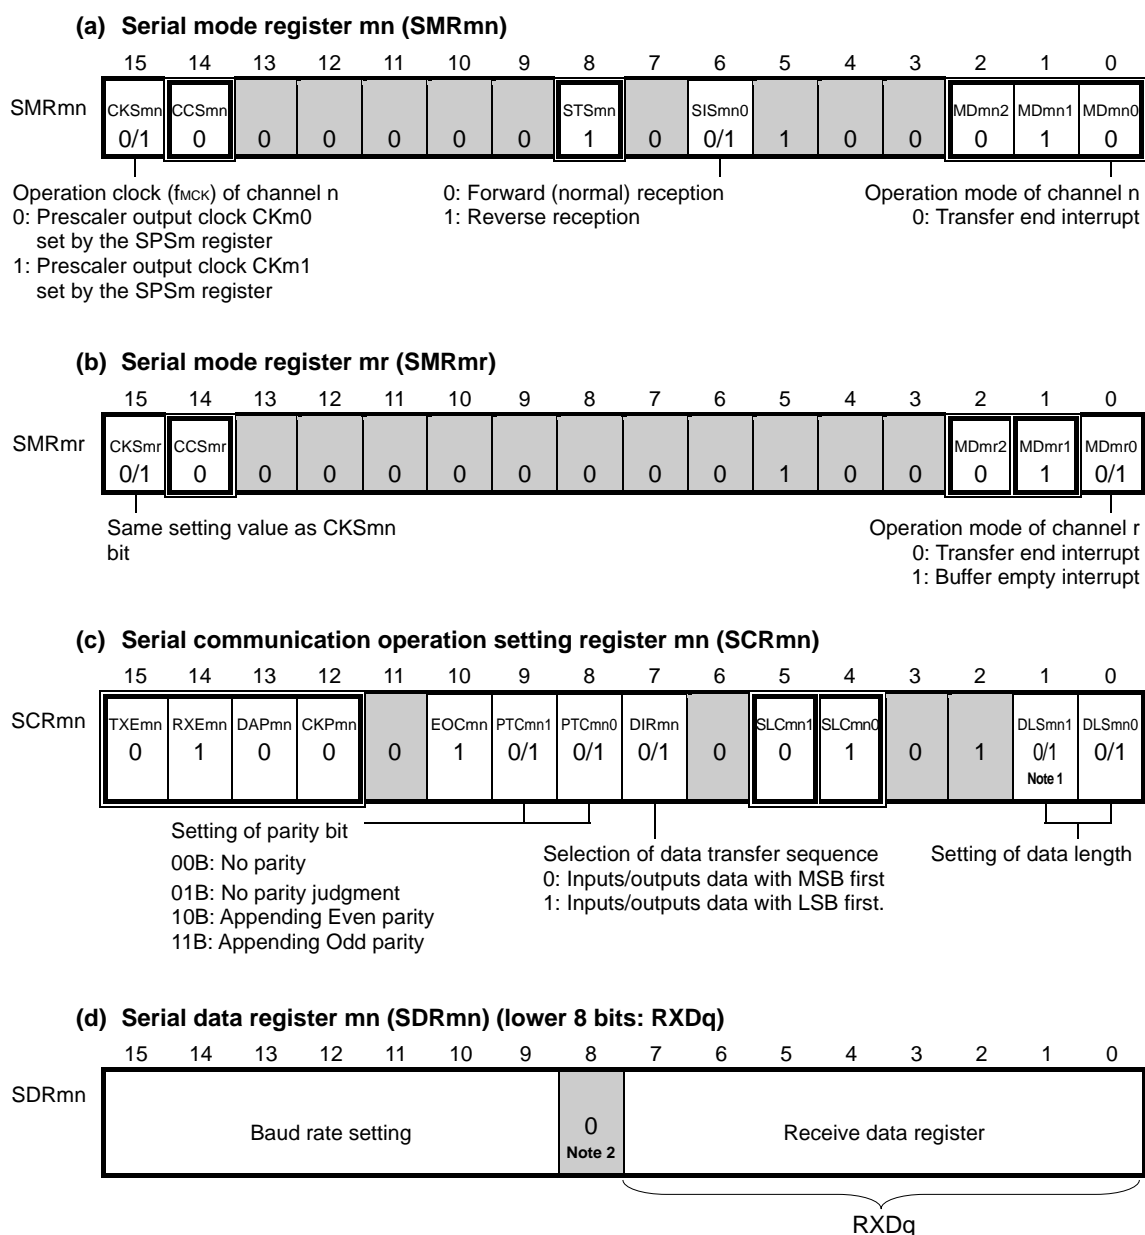 (a) Serial mode register mn (SMRmn)
15 14 13 12 11 10 9 8 7 6 5 4 3 2 1 0
SMRmn
CKSmn CCSmn STSmn SISmn0 MDmn2 MDmn1 MDmn0
0/1 0 0 0 0 0 0 1 0 0/1 1 0 0 0 1 0
Operation clock (fMCK) of channel n
0: Prescaler output clock CKm0
set by the SPSm register
1: Prescaler output clock CKm1
set by the SPSm register
0: Forward (normal) reception
1: Reverse reception
Operation mode of channel n
0: Transfer end interrupt
(b) Serial mode register mr (SMRmr)
15 14 13 12 11 10 9 8 7 6 5 4 3 2 1 0
SMRmr
CKSmr CCSmr MDmr2 MDmr1 MDmr0
0/1 0 0 0 0 0 0 0 0 0 1 0 0 0 1 0/1
Same setting value as CKSmn
bit
Operation mode of channel r
0: Transfer end interrupt
1: Buffer empty interrupt
(c) Serial communication operation setting register mn (SCRmn)
15 14 13 12 11 10 9 8 7 6 5 4 3 2 1 0
SCRmn
TXEmn RXEmn DAPmn CKPmn EOCmn PTCmn1 PTCmn0 DIRmn SLCmn1 SLCmn0 DLSmn1 DLSmn0
0 1 0 0 0 1 0/1 0/1 0/1 0 0 1 0 1 0/1 0/1
Note 1
Setting of parity bit
00B: No parity
01B: No parity judgment
10B: Appending Even parity
11B: Appending Odd parity
Selection of data transfer sequence
0: Inputs/outputs data with MSB first
1: Inputs/outputs data with LSB first.
Setting of data length
(d) Serial data register mn (SDRmn) (lower 8 bits: RXDq)
15 14 13 12 11 10 9 8 7 6 5 4 3 2 1 0
SDRmn
Baud rate setting
0
Note 2
Receive data register
RXDq